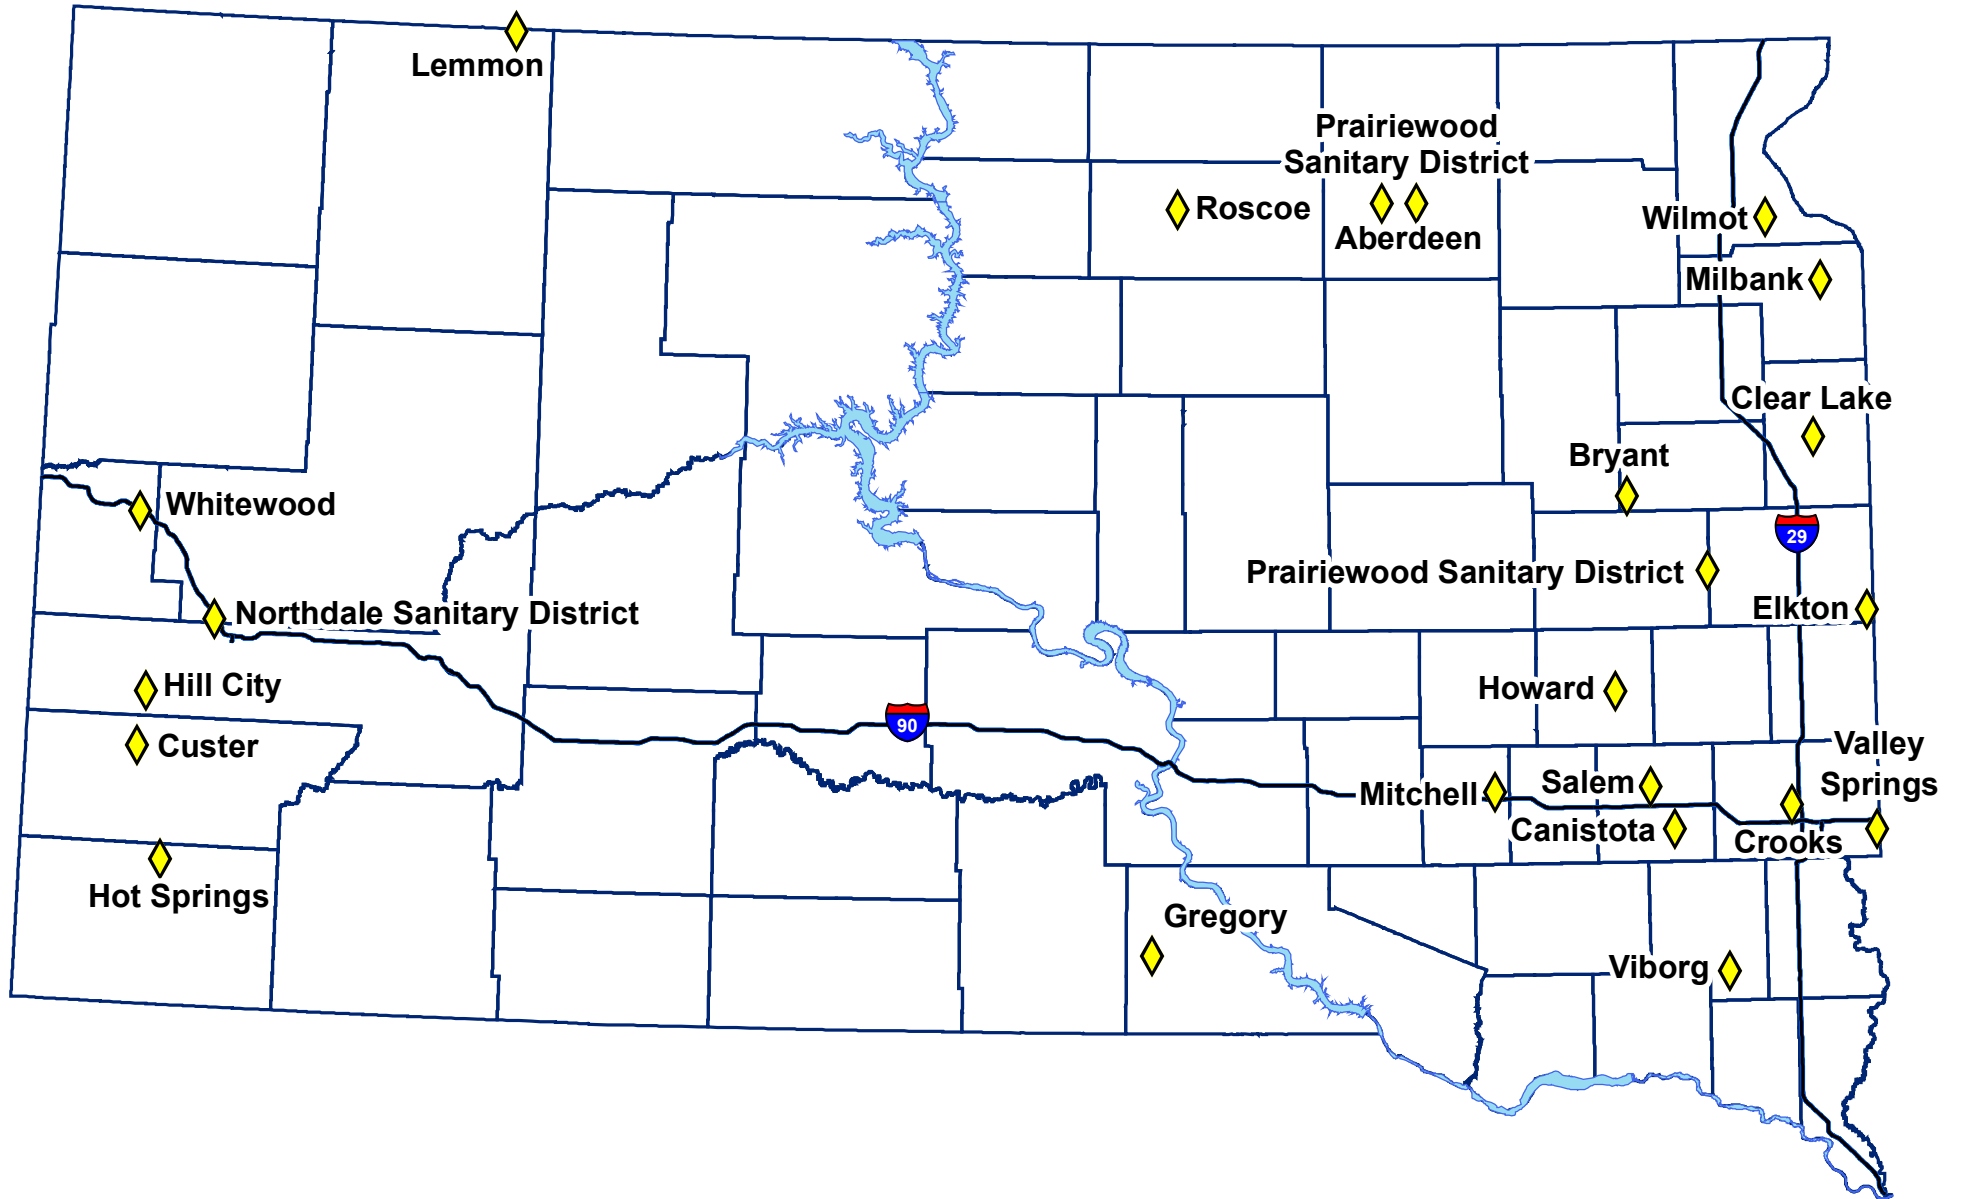 Lemmon
Prairiewood
Sanitary District
Roscoe
Aberdeen
Wilmot
Milbank
Clear Lake
Bryant
Whitewood
29
Prairiewood Sanitary District
Elkton
Northdale Sanitary District
Hill City
Howard
90
Custer
Valley
Springs
Salem
Mitchell
Canistota
Crooks
Hot Springs
Gregory
Viborg